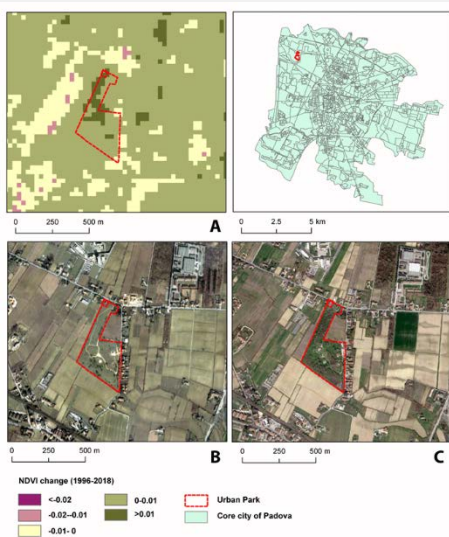 0 250 500 m
A
0 2.5 5 km
B
C
0 250 500 m
0 250 500 m
NDVI change (1996-2018)
<-0.02
-0.02--0.01
-0.01- 0
0-0.01
>0.01
Urban Park
Core city of Padova